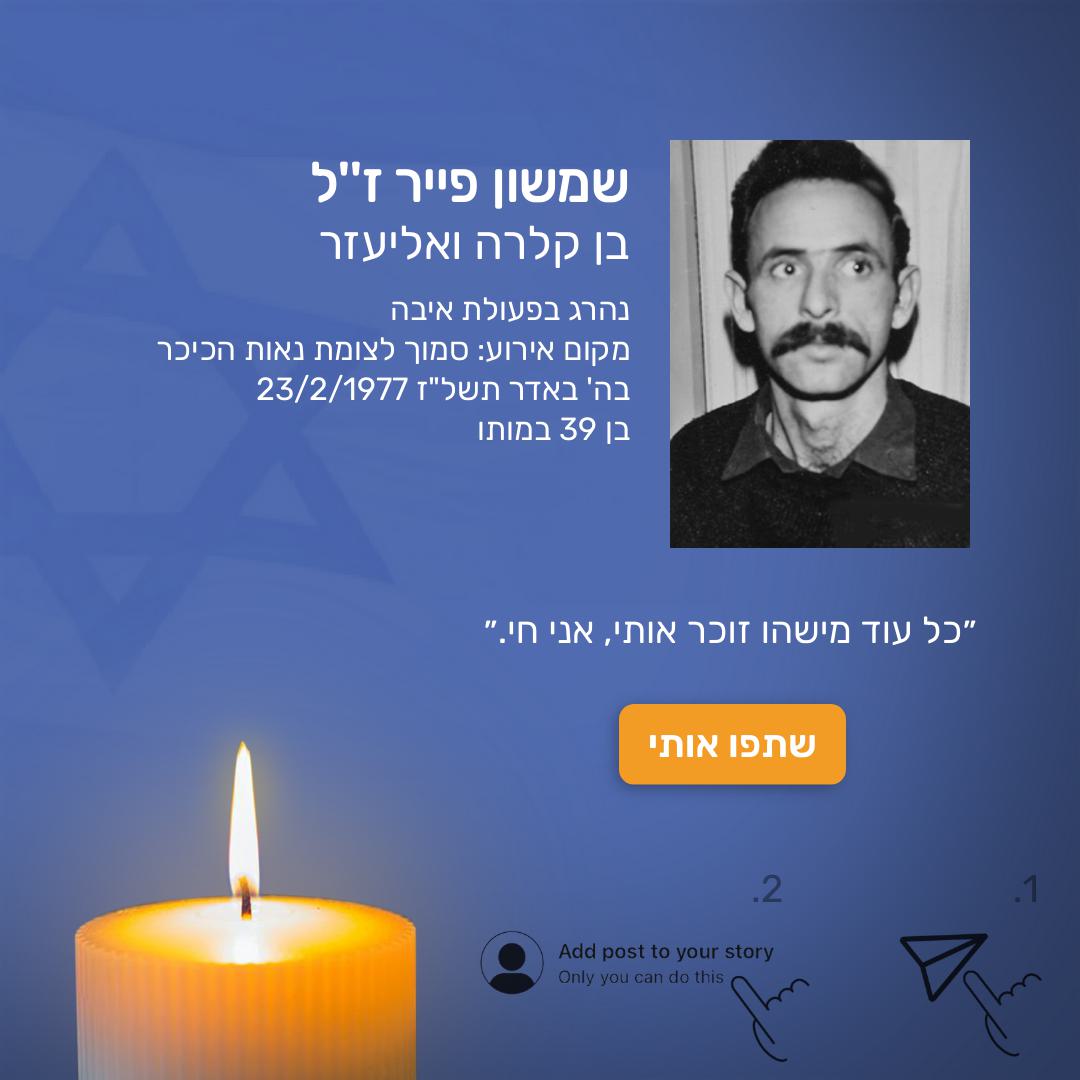 שמשון פייר ז"ל
בן קלרה ואליעזר
נהרג בפעולת איבה
מקום אירוע: סמוך לצומת נאות הכיכר
בה' באדר תשל"ז 23/2/1977
בן 39 במותו
״כל עוד מישהו זוכר אותי, אני חי.״
שתפו אותי
1.
2.
Add post to your story
Only you can do this